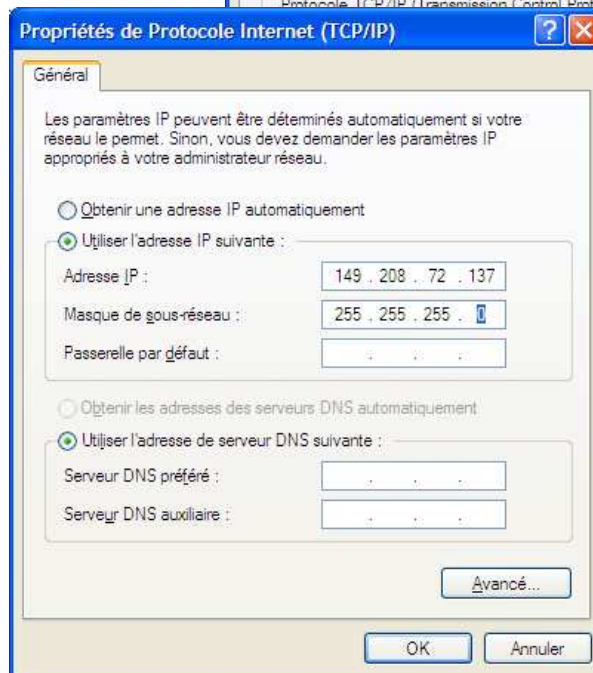 Protocole TCP/IP (Transmission Control Prot
Propriétés de Protocole Internet (TCP/IP)
Général
Les paramètres IP peuvent être déterminés automatiquement si votre
réseau le permet. Sinon, vous devez demander les paramètres IP
appropriés à votre administrateur réseau.
Obtenir une adresse IP automatiquement
Utiliser l'adresse IP suivante :
Adresse IP : 149 . 208 . 72 . 137
Masque de sous-réseau : 255 . 255 . 255 . 0
Passerelle par défaut : . . .
Obtenir les adresses des serveurs DNS automatiquement
Utiliser l'adresse de serveur DNS suivante :
Serveur DNS préféré : . . .
Serveur DNS auxiliaire : . . .
Avancé...
OK Annuler